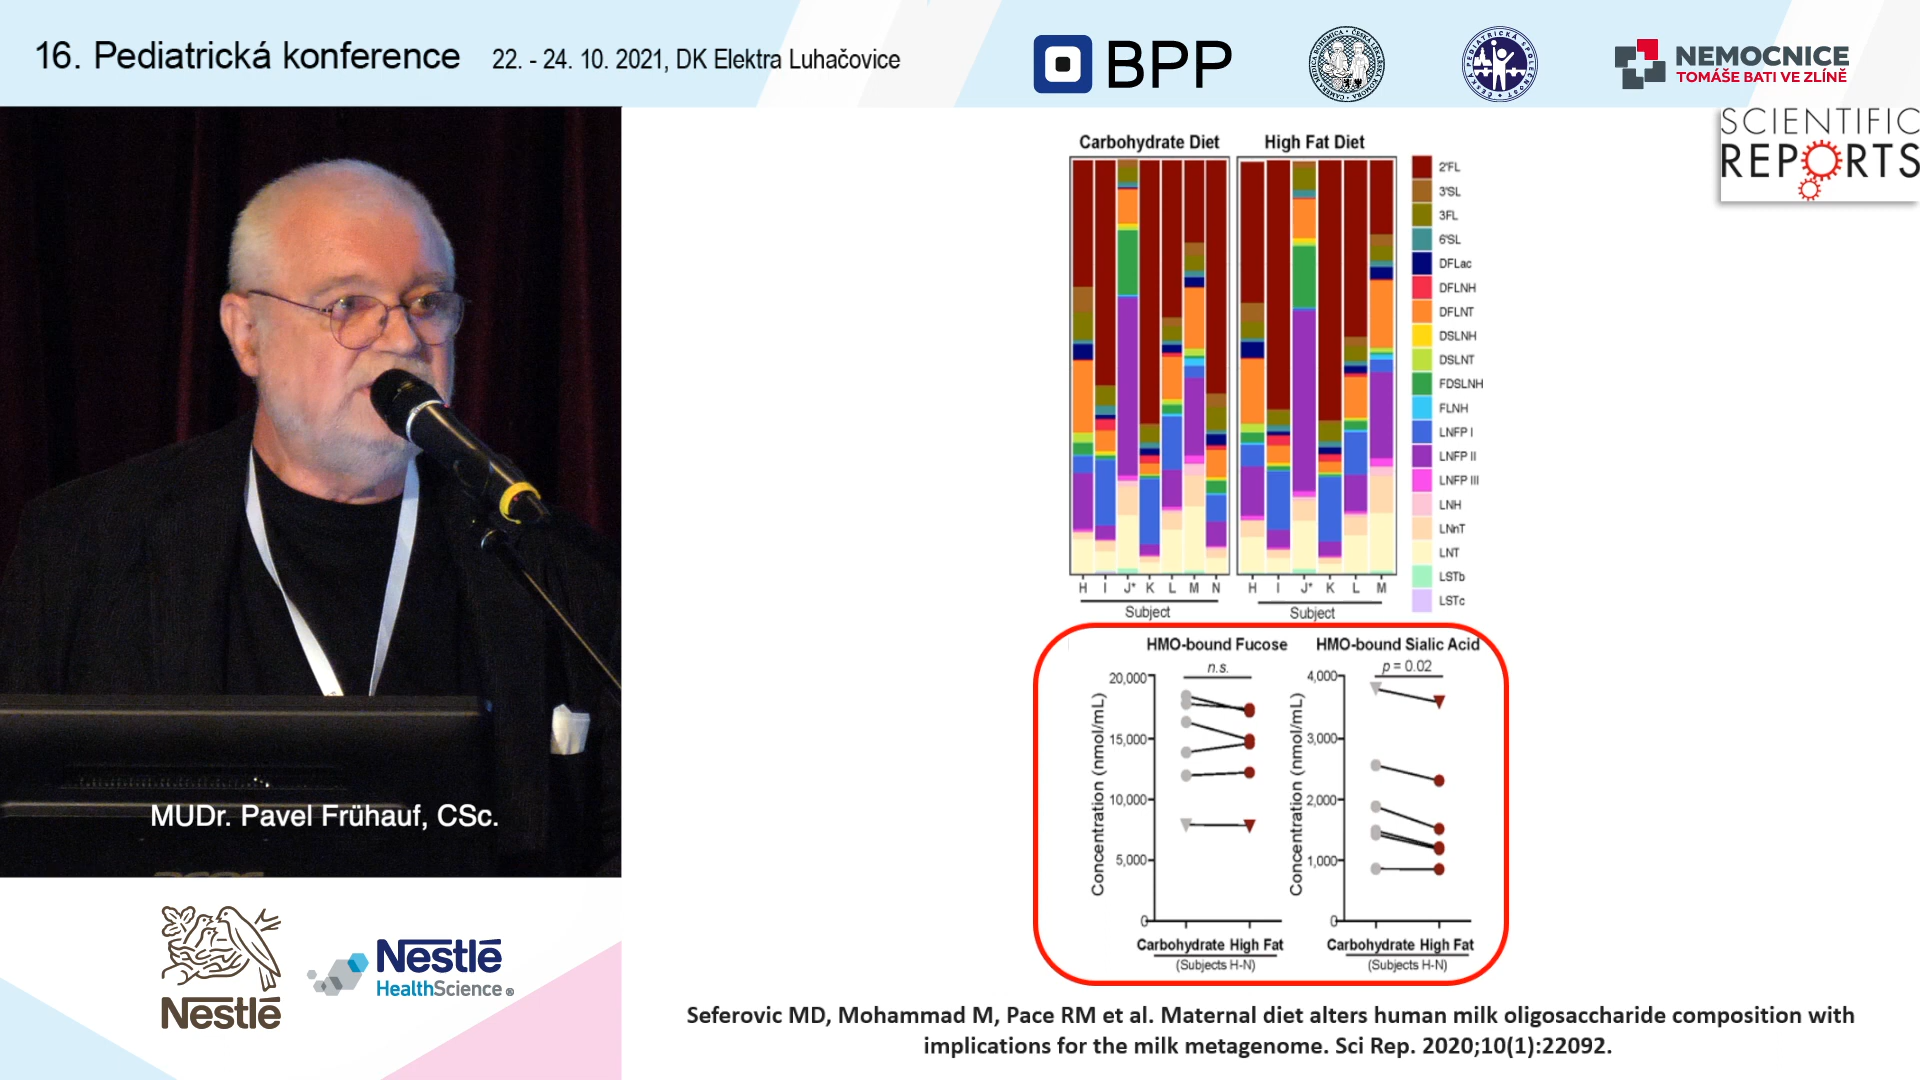 16. Pediatrická konference 22. - 24. 10. 2021, DK Elektra Luhačovice
BPP
NEMOCNICE
TOMÁŠE BATI VE ZLÍNĚ
SCIENTIFIC
REPORTS
Carbohydrate Diet
High Fat Diet
2'FL
3'SL
3FL
6'SL
DFLac
DFLNH
DFLNT
DSLNH
DSLNT
FDSLNH
FLNH
LNFP I
LNFP II
LNFP III
LNH
LNnT
LNT
LSTb
LSTc
H I J* K L M N
Subject
H I J* K L M
Subject
HMO-bound Fucose
n.s.
Concentration (nmol/mL)
20,000
15,000
10,000
5,000
0
Carbohydrate High Fat
(Subjects H-N)
HMO-bound Sialic Acid
p = 0.02
Concentration (nmol/mL)
4,000
3,000
2,000
1,000
0
Carbohydrate High Fat
(Subjects H-N)
MUDr. Pavel Frühauf, CSc.
Nestlé
Nestlé
HealthScience ®
Seferovic MD, Mohammad M, Pace RM et al. Maternal diet alters human milk oligosaccharide composition with
implications for the milk metagenome. Sci Rep. 2020;10(1):22092.